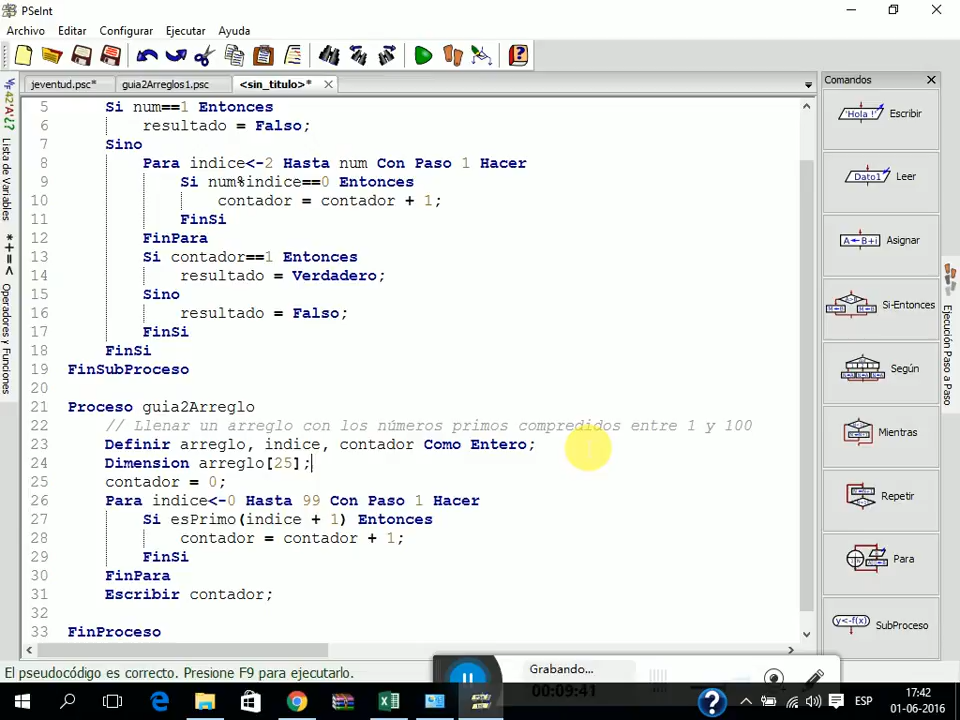 PSeInt
Archivo Editar Configurar Ejecutar Ayuda
jeventud.psc* guia2Arreglos1.psc <sin_titulo>*
Comandos
5 Si num==1 Entonces
6 resultado = Falso;
7 Sino
8 Para indice<-2 Hasta num Con Paso 1 Hacer
9 Si num%indice==0 Entonces
10 contador = contador + 1;
11 FinSi
12 FinPara
13 Si contador==1 Entonces
14 resultado = Verdadero;
15 Sino
16 resultado = Falso;
17 FinSi
18 FinSi
19 FinSubProceso
20
21 Proceso guia2Arreglo
22 // Llenar un arreglo con los números primos compredidos entre 1 y 100
23 Definir arreglo, indice, contador Como Entero;
24 Dimension arreglo[25];
25 contador = 0;
26 Para indice<-0 Hasta 99 Con Paso 1 Hacer
27 Si esPrimo(indice + 1) Entonces
28 contador = contador + 1;
29 FinSi
30 FinPara
31 Escribir contador;
32
33 FinProceso
Lista de Variables
*+=< Operadores y Funciones
'Hola !' Escribir
Dato1 Leer
A←B+i Asignar
Si-Entonces
Según
Mientras
Repetir
Para
y<-f(x) SubProceso
Ejecución Paso a Paso
El pseudocódigo es correcto. Presione F9 para ejecutarlo.
Grabando...
00:09:41
ESP
17:42
01-06-2016